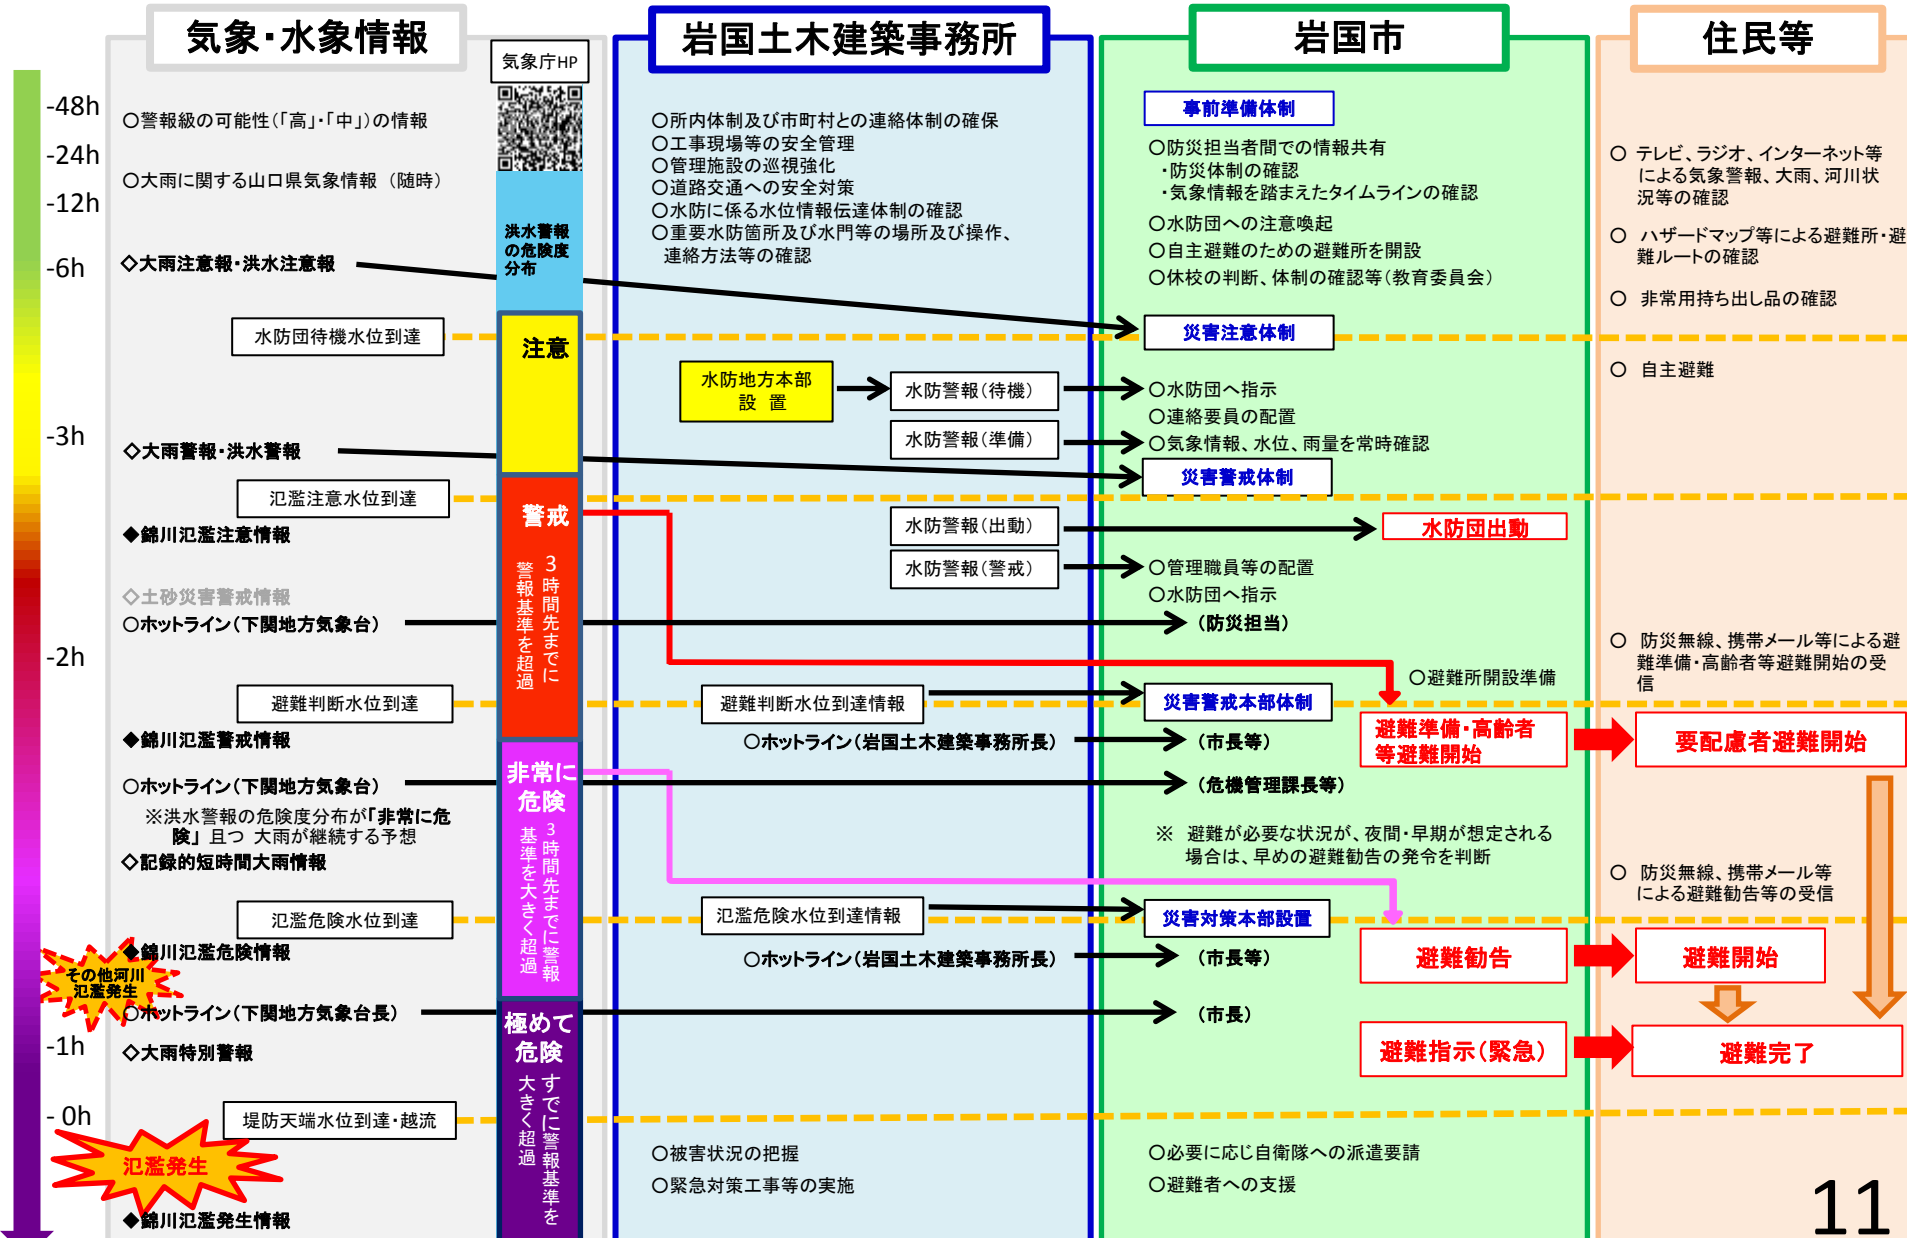 気象・水象情報
気象庁HP
-48h
-24h
-12h
-6h
-3h
-2h
-1h
- 0h
○警報級の可能性(「高」・「中」)の情報
○大雨に関する山口県気象情報 (随時)
◇大雨注意報・洪水注意報
水防団待機水位到達
◇大雨警報・洪水警報
氾濫注意水位到達
◆錦川氾濫注意情報
◇土砂災害警戒情報
○ホットライン(下関地方気象台)
避難判断水位到達
◆錦川氾濫警戒情報
○ホットライン(下関地方気象台)
※洪水警報の危険度分布が「非常に危
険」 且つ 大雨が継続する予想
◇記録的短時間大雨情報
氾濫危険水位到達
◆錦川氾濫危険情報
その他河川
氾濫発生
○ホットライン(下関地方気象台長)
◇大雨特別警報
堤防天端水位到達・越流
氾濫発生
◆錦川氾濫発生情報
洪水警報
の危険度
分布
注意
警戒
3時間先までに
警報基準を超過
非常に
危険
3時間先までに警報
基準を大きく超過
極めて
危険
すでに警報基準を
大きく超過
岩国土木建築事務所
○所内体制及び市町村との連絡体制の確保
○工事現場等の安全管理
○管理施設の巡視強化
○道路交通への安全対策
○水防に係る水位情報伝達体制の確認
○重要水防箇所及び水門等の場所及び操作、
連絡方法等の確認
水防地方本部
設 置
水防警報(待機)
水防警報(準備)
水防警報(出動)
水防警報(警戒)
避難判断水位到達情報
○ホットライン(岩国土木建築事務所長)
氾濫危険水位到達情報
○ホットライン(岩国土木建築事務所長)
○被害状況の把握
○緊急対策工事等の実施
岩国市
事前準備体制
○防災担当者間での情報共有
・防災体制の確認
・気象情報を踏まえたタイムラインの確認
○水防団への注意喚起
○自主避難のための避難所を開設
○休校の判断、体制の確認等(教育委員会)
災害注意体制
○水防団へ指示
○連絡要員の配置
○気象情報、水位、雨量を常時確認
災害警戒体制
水防団出動
○管理職員等の配置
○水防団へ指示
(防災担当)
○避難所開設準備
災害警戒本部体制
避難準備・高齢者
等避難開始
(市長等)
(危機管理課長等)
※ 避難が必要な状況が、夜間・早期が想定される
場合は、早めの避難勧告の発令を判断
災害対策本部設置
避難勧告
(市長等)
(市長)
避難指示(緊急)
○必要に応じ自衛隊への派遣要請
○避難者への支援
住民等
○ テレビ、ラジオ、インターネット等
による気象警報、大雨、河川状
況等の確認
○ ハザードマップ等による避難所・避
難ルートの確認
○ 非常用持ち出し品の確認
○ 自主避難
○ 防災無線、携帯メール等による避
難準備・高齢者等避難開始の受
信
要配慮者避難開始
○ 防災無線、携帯メール等
による避難勧告等の受信
避難開始
避難完了
11